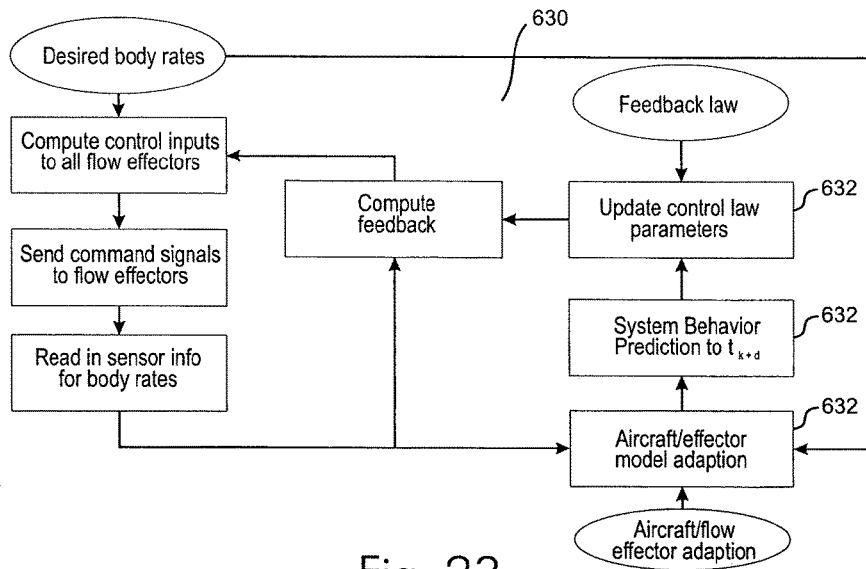 630
Desired body rates
Feedback law
Compute control inputs
to all flow effectors
Compute
feedback
632
Update control law
parameters
Send command signals
to flow effectors
632
System Behavior
Prediction to t k+d
Read in sensor info
for body rates
632
Aircraft/effector
model adaption
Aircraft/flow
effector adaption